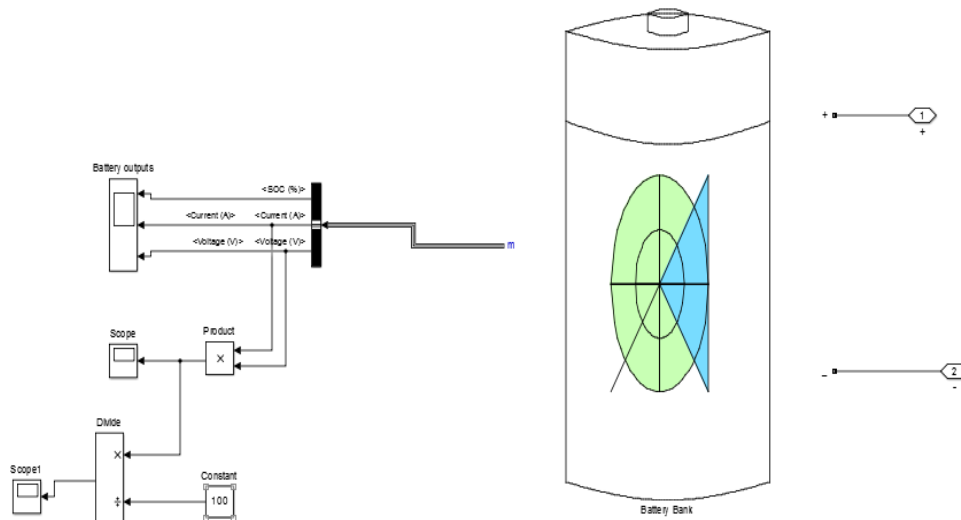 1
+
+
Battery outputs
<SOC (%)>
<Current (A)>
<Current (A)>
<Voltage (V)>
<Voltage (V)>
m
Scope
Product
×
2
-
-
Divide
×
÷
Scope1
Constant
100
Battery Bank